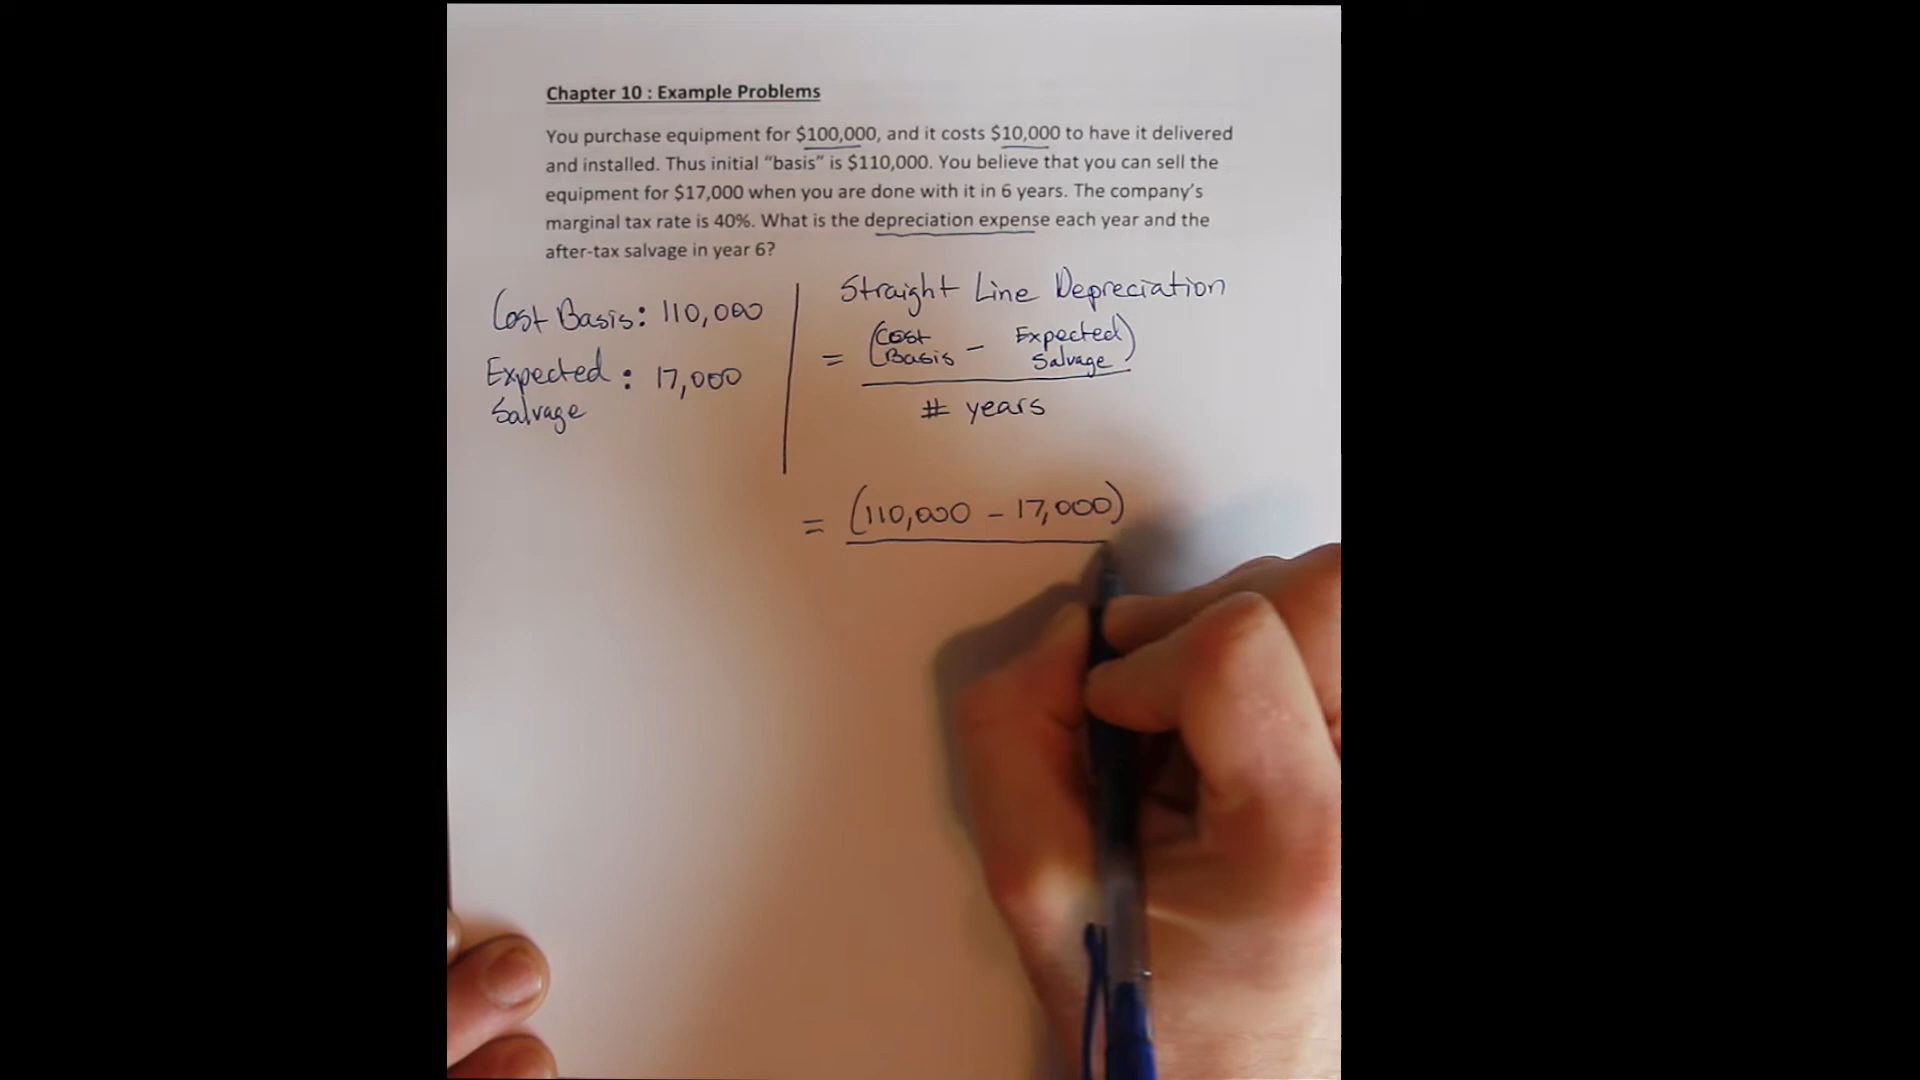 Chapter 10 : Example Problems
You purchase equipment for $100,000, and it costs $10,000 to have it delivered
and installed. Thus initial “basis” is $110,000. You believe that you can sell the
equipment for $17,000 when you are done with it in 6 years. The company’s
marginal tax rate is 40%. What is the depreciation expense each year and the
after-tax salvage in year 6?
Cost Basis: 110,000
Expected : 17,000
Salvage
Straight Line Depreciation
= (Cost Basis - Expected Salvage)
# years
= (110,000 - 17,000)